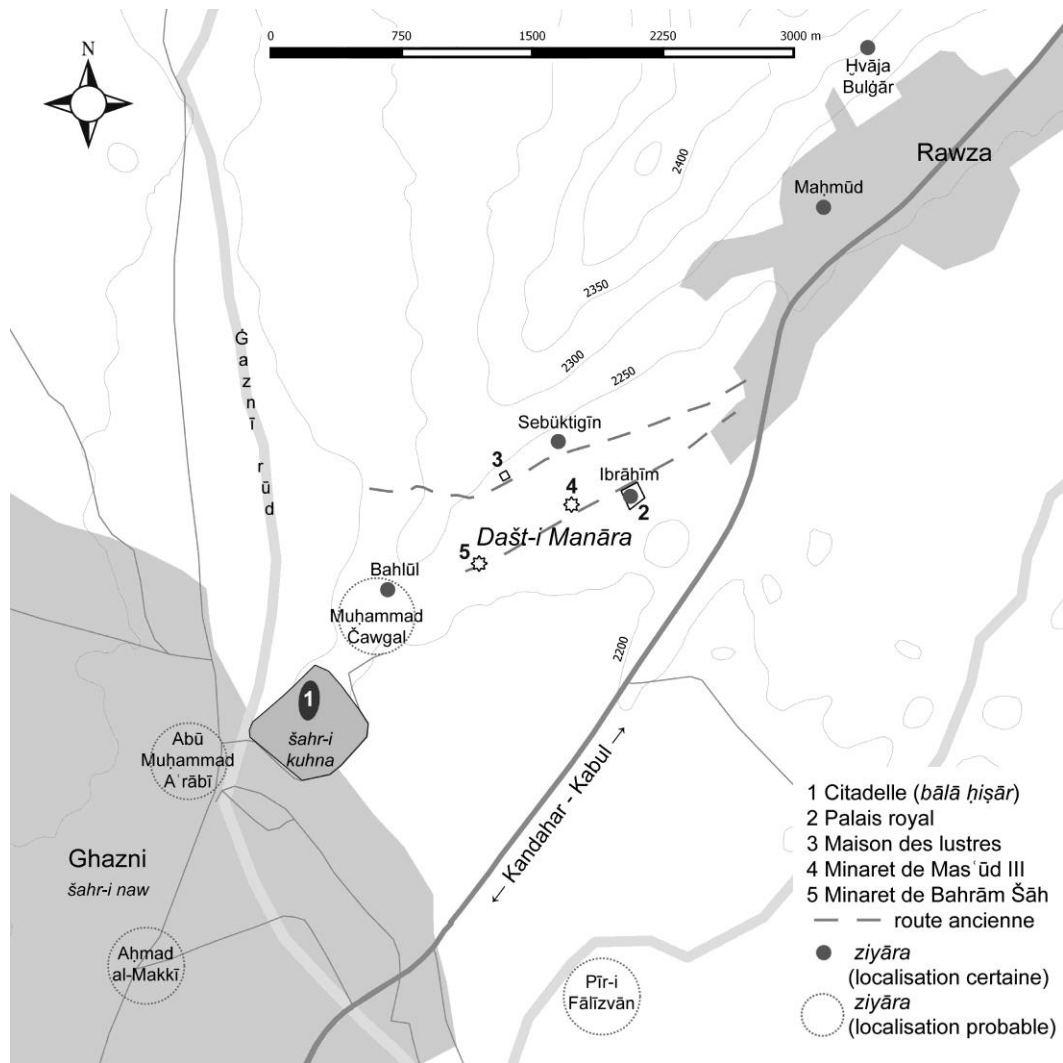 N
0 750 1500 2250 3000 m
Ḫvāja
Bulġār
2400
Rawza
Maḥmūd
2350
2300
2250
Ġaznī rūd
Sebüktigīn
3
Ibrāhīm
4
2
Dašt-i Manāra
5
Bahlūl
Muḥammad
Čawgal
2200
1
šahr-i
kuhna
Abū
Muḥammad
Aʿrābī
← Kandahar - Kabul →
Ghazni
šahr-i naw
Aḥmad
al-Makkī
Pīr-i
Fālīzvān
1 Citadelle (bālā ḥiṣār)
2 Palais royal
3 Maison des lustres
4 Minaret de Masʿūd III
5 Minaret de Bahrām Šāh
route ancienne
ziyāra
(localisation certaine)
ziyāra
(localisation probable)